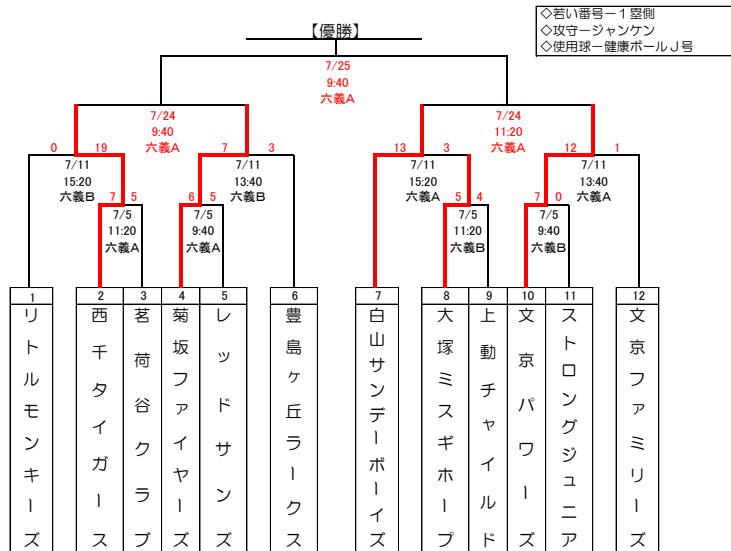 ◇若い番号ー1塁側
◇攻守ージャンケン
◇使用球ー健康ボールJ号
【優勝】
7/25
9:40
六義A
7/24
9:40
六義A
7/24
11:20
六義A
0 19
7/11
15:20
六義B
7 3
7/11
13:40
六義B
13 3
7/11
15:20
六義A
12 1
7/11
13:40
六義A
7 5
7/5
11:20
六義A
6 5
7/5
9:40
六義A
5 4
7/5
11:20
六義B
7 0
7/5
9:40
六義B
1
リトルモンキーズ
2
西千タイガース
3
茗荷谷クラブ
4
菊坂ファイヤーズ
5
レッドサンズ
6
豊島ヶ丘ラークス
7
白山サンデーボーイズ
8
大塚ミスギホープ
9
上動チャイルド
10
文京パワーズ
11
ストロングジュニア
12
文京ファミリーズ